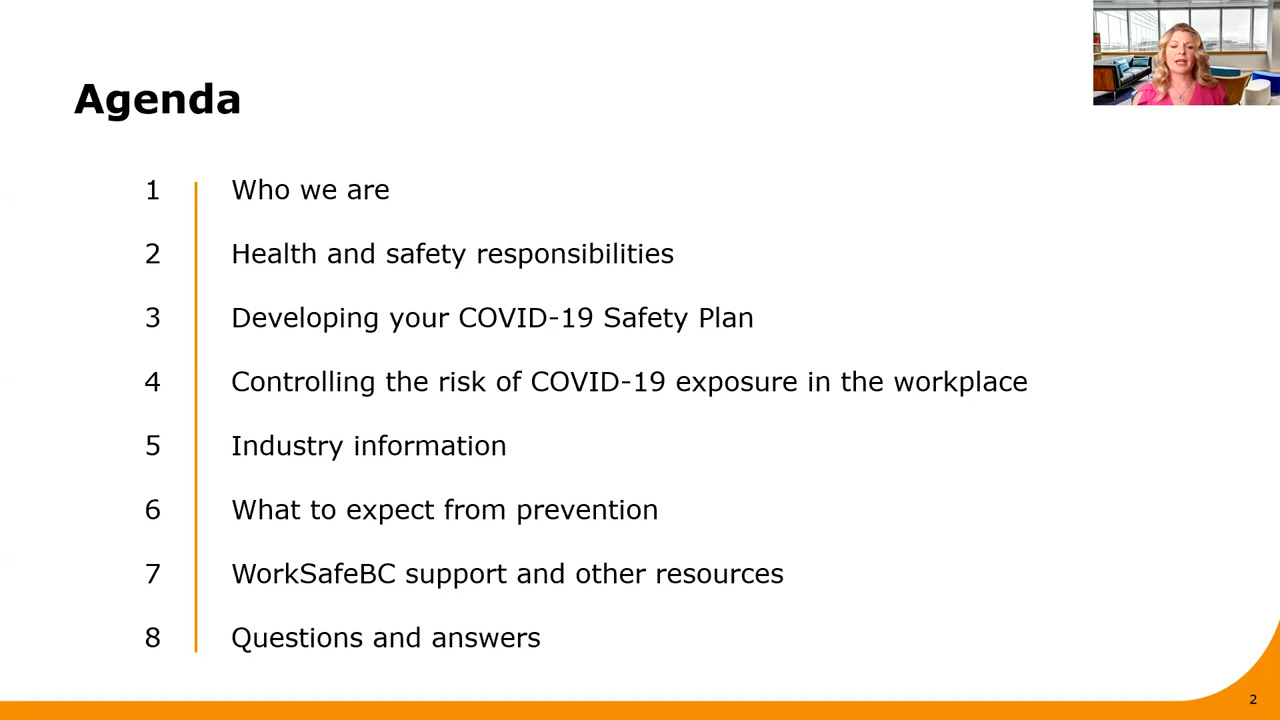 Agenda
1 Who we are
2 Health and safety responsibilities
3 Developing your COVID-19 Safety Plan
4 Controlling the risk of COVID-19 exposure in the workplace
5 Industry information
6 What to expect from prevention
7 WorkSafeBC support and other resources
8 Questions and answers
2